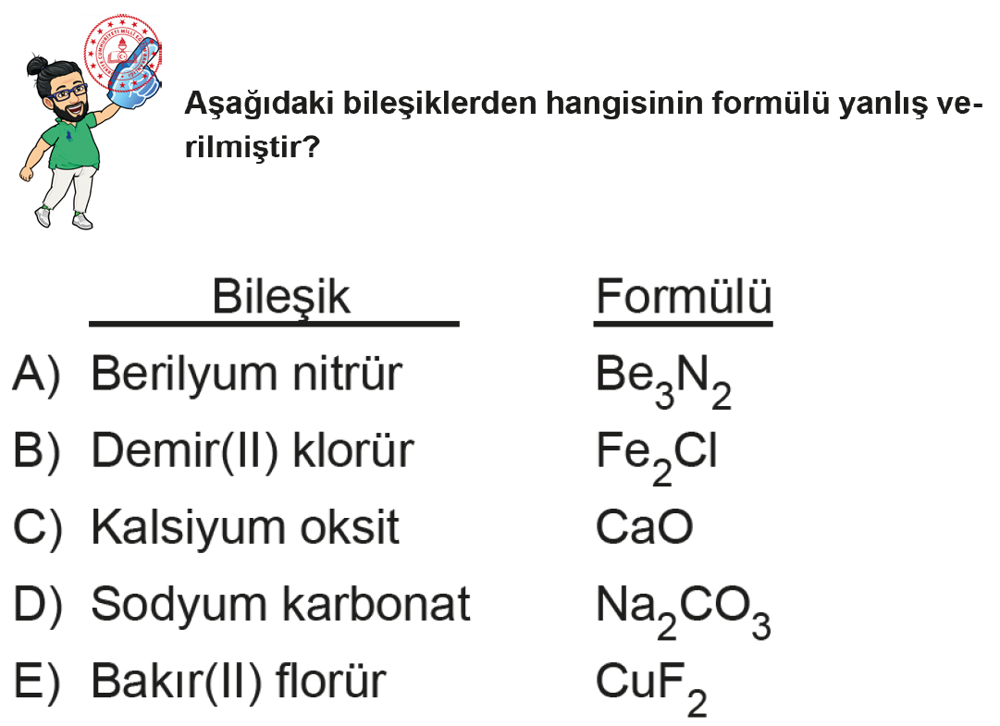 Aşağıdaki bileşiklerden hangisinin formülü yanlış ve-
rilmiştir?
Bileşik Formülü
A) Berilyum nitrür Be₃N₂
B) Demir(II) klorür Fe₂Cl
C) Kalsiyum oksit CaO
D) Sodyum karbonat Na₂CO₃
E) Bakır(II) florür CuF₂